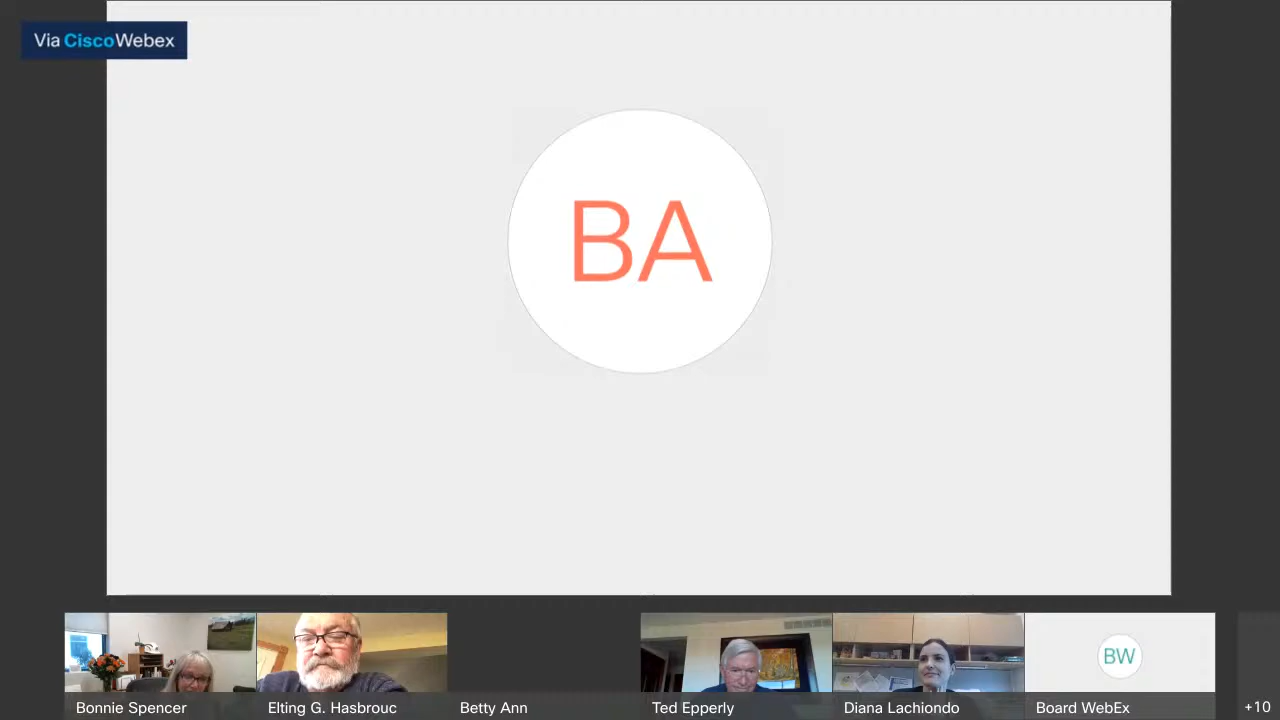 Via CiscoWebex
BA
BW
Bonnie Spencer
Elting G. Hasbrouc
Betty Ann
Ted Epperly
Diana Lachiondo
Board WebEx
+10